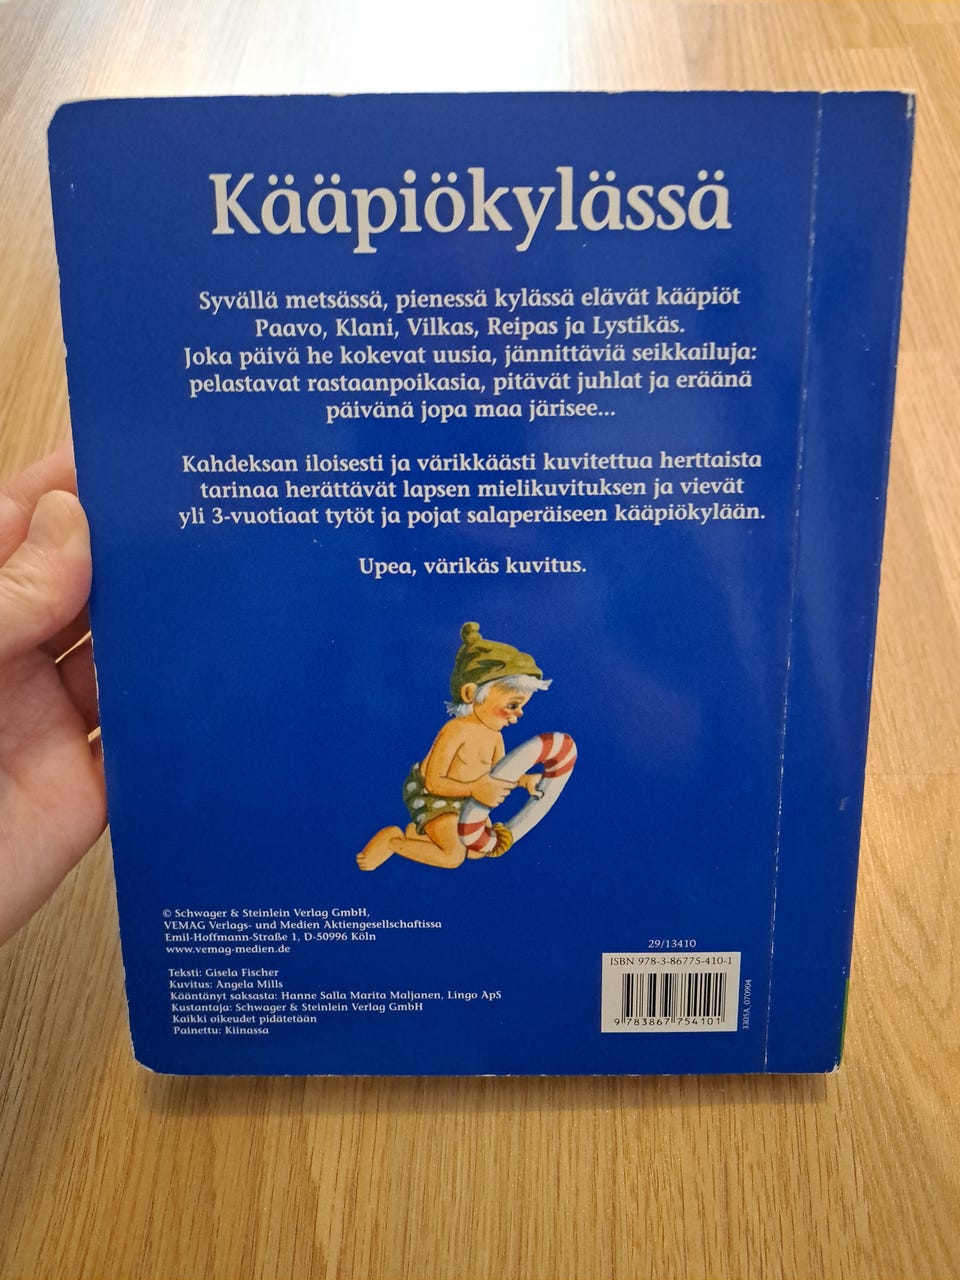 Kääpiökylässä
Syvällä metsässä, pienessä kylässä elävät kääpiöt
Paavo, Klani, Vilkas, Reipas ja Lystikäs.
Joka päivä he kokevat uusia, jännittäviä seikkailuja:
pelastavat rastaanpoikasia, pitävät juhlat ja eräänä
päivänä jopa maa järisee...
Kahdeksan iloisesti ja värikkäästi kuvitettua herttaista
tarinaa herättävät lapsen mielikuvituksen ja vievät
yli 3-vuotiaat tytöt ja pojat salaperäiseen kääpiökylään.
Upea, värikäs kuvitus.
© Schwager & Steinlein Verlag GmbH,
VEMAG Verlags- und Medien Aktiengesellschaftissa
Emil-Hoffmann-Straße 1, D-50996 Köln
www.vemag-medien.de
Teksti: Gisela Fischer
Kuvitus: Angela Mills
Kääntänyt saksasta: Hanne Salla Marita Maljanen, Lingo ApS
Kustantaja: Schwager & Steinlein Verlag GmbH
Kaikki oikeudet pidätetään
Painettu: Kiinassa
29/13410
ISBN 978-3-86775-410-1
9 783867 754101
3305A_070904